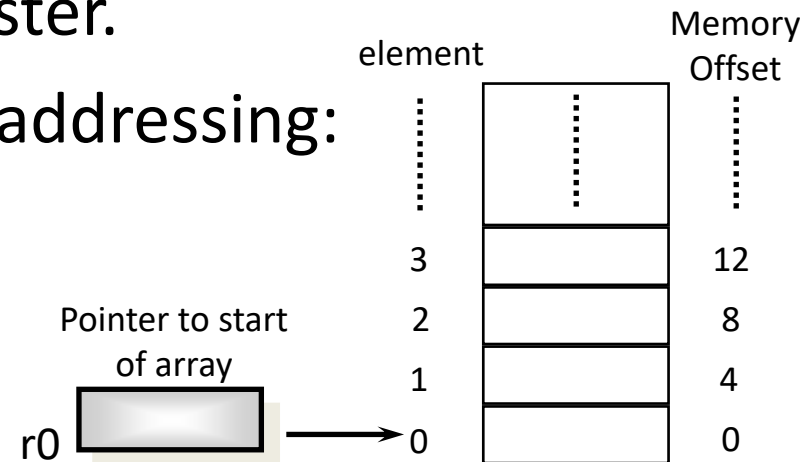 ster.
addressing:
element
Memory
Offset
3
12
2
8
1
4
0
0
Pointer to start
of array
r0